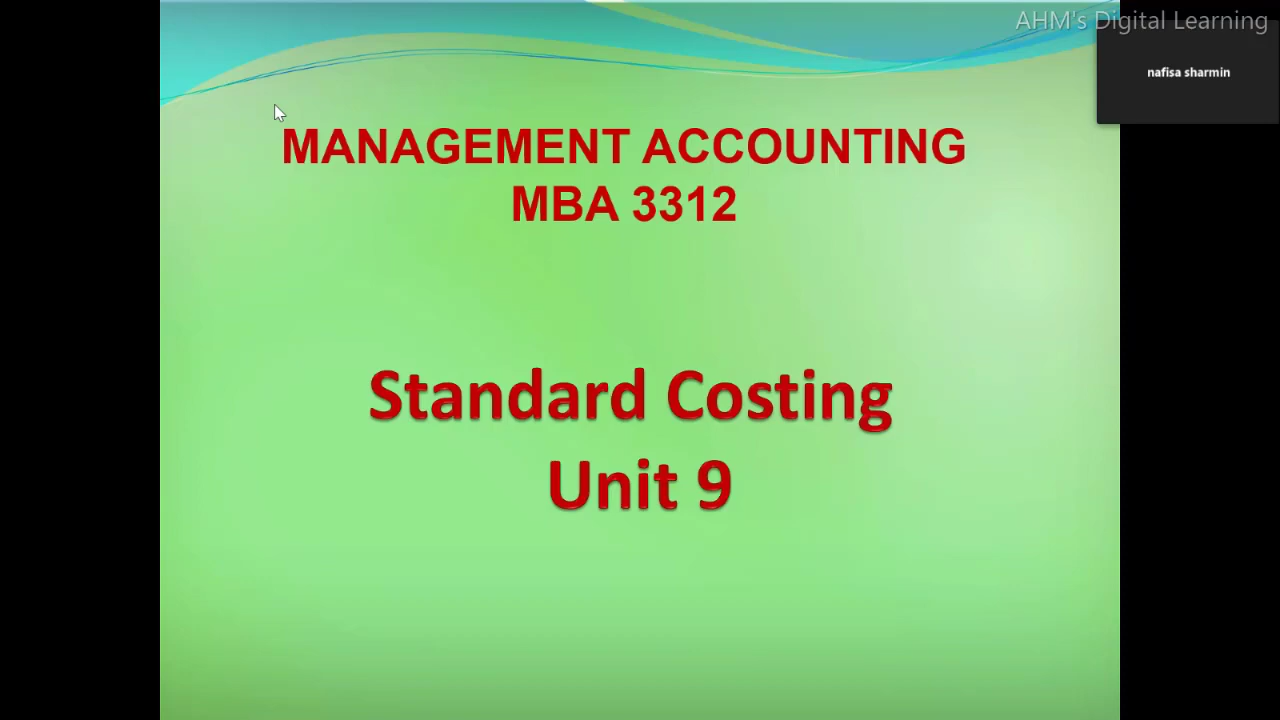 AHM's Digital Learning
nafisa sharmin
MANAGEMENT ACCOUNTING
MBA 3312
Standard Costing
Unit 9